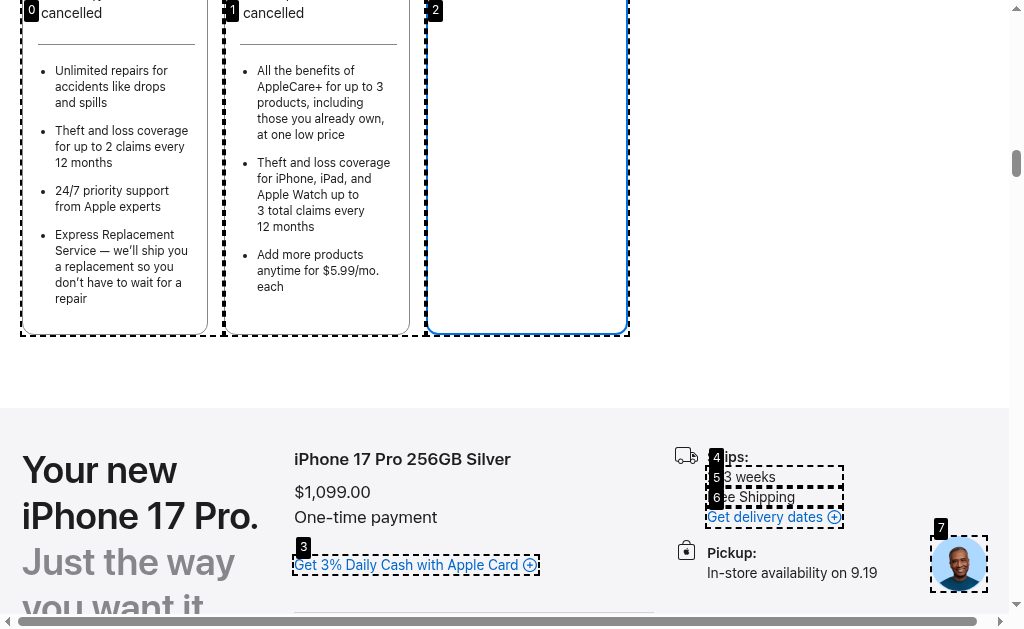 0
cancelled
Unlimited repairs for
accidents like drops
and spills
Theft and loss coverage
for up to 2 claims every
12 months
24/7 priority support
from Apple experts
Express Replacement
Service — we’ll ship you
a replacement so you
don’t have to wait for a
repair
1
cancelled
All the benefits of
AppleCare+ for up to 3
products, including
those you already own,
at one low price
Theft and loss coverage
for iPhone, iPad, and
Apple Watch up to
3 total claims every
12 months
Add more products
anytime for $5.99/mo.
each
2
Your new
iPhone 17 Pro.
Just the way
you want it
iPhone 17 Pro 256GB Silver
$1,099.00
One-time payment
3
Get 3% Daily Cash with Apple Card
4
5
3 weeks
6
Shipping
Get delivery dates
Pickup:
In-store availability on 9.19
7